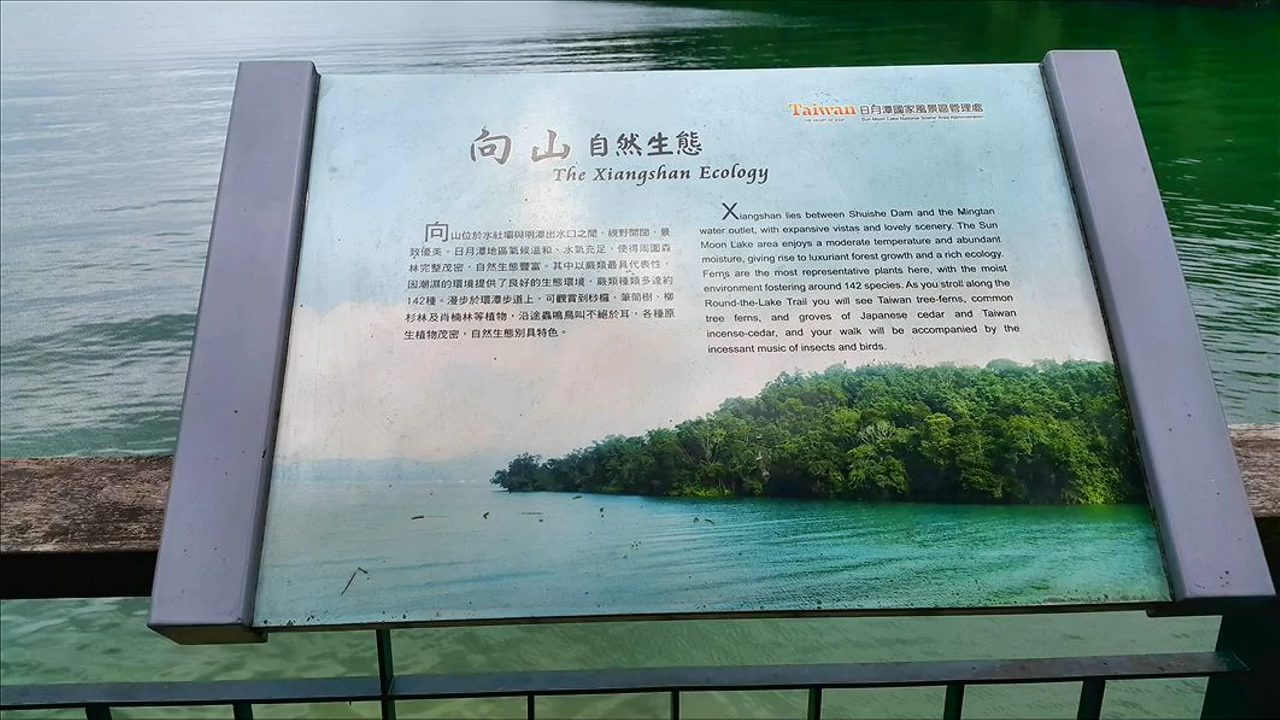 Taiwan 日月潭國家風景區管理處
THE HEART OF ASIA Sun Moon Lake National Scenic Area Administration
向山 自然生態
The Xiangshan Ecology
向山位於水社壩與明潭出水口之間，視野開闊，景
致優美。日月潭地區氣候溫和、水氣充足，使得周圍森
林完整茂密，自然生態豐富。其中以蕨類最具代表性，
因潮濕的環境提供了良好的生態環境，蕨類種類多達約
142種。漫步於環潭步道上，可觀賞到桫欏、筆筒樹、柳
杉林及肖楠林等植物，沿途蟲鳴鳥叫不絕於耳，各種原
生植物茂密，自然生態別具特色。
Xiangshan lies between Shuishe Dam and the Mingtan
water outlet, with expansive vistas and lovely scenery. The Sun
Moon Lake area enjoys a moderate temperature and abundant
moisture, giving rise to luxuriant forest growth and a rich ecology.
Ferns are the most representative plants here, with the moist
environment fostering around 142 species. As you stroll along the
Round-the-Lake Trail you will see Taiwan tree-ferns, common
tree ferns, and groves of Japanese cedar and Taiwan
incense-cedar, and your walk will be accompanied by the
incessant music of insects and birds.